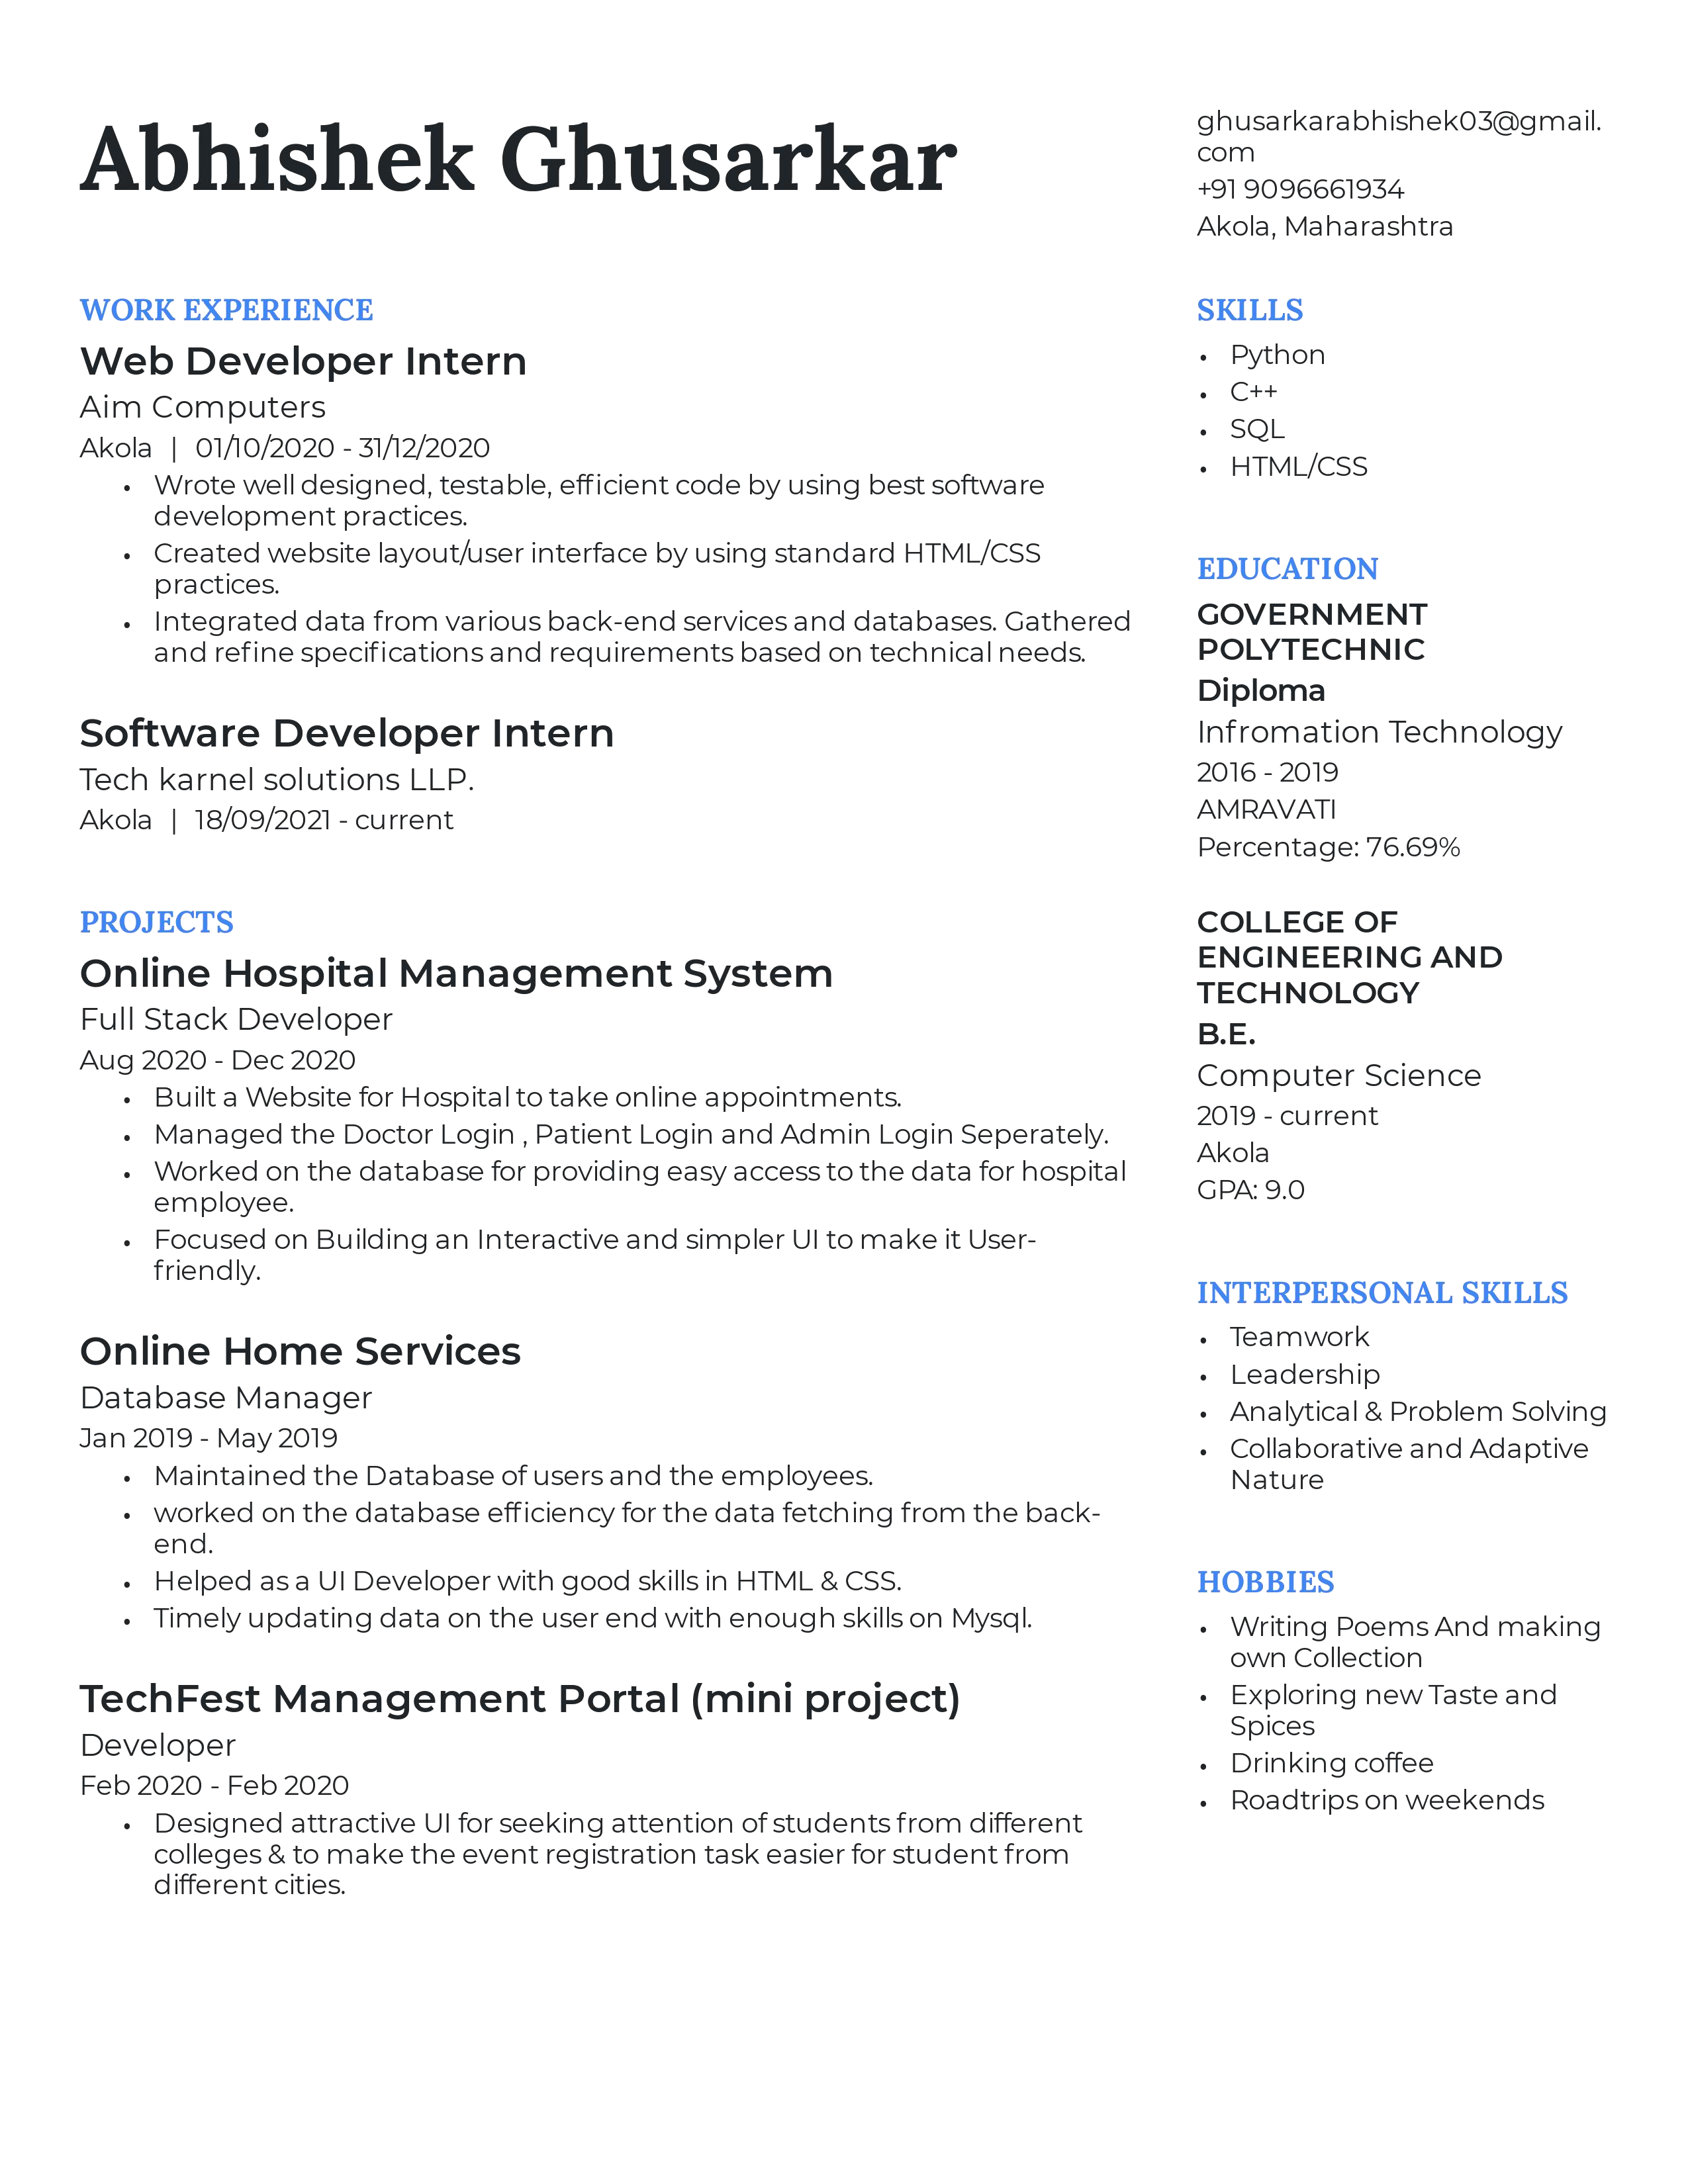 Abhishek Ghusarkar
ghusarkarabhishek03@gmail.
com
+91 9096661934
Akola, Maharashtra
WORK EXPERIENCE
Web Developer Intern
Aim Computers
Akola | 01/10/2020 - 31/12/2020
• Wrote well designed, testable, efficient code by using best software
development practices.
• Created website layout/user interface by using standard HTML/CSS
practices.
• Integrated data from various back-end services and databases. Gathered
and refine specifications and requirements based on technical needs.
Software Developer Intern
Tech karnel solutions LLP.
Akola | 18/09/2021 - current
PROJECTS
Online Hospital Management System
Full Stack Developer
Aug 2020 - Dec 2020
• Built a Website for Hospital to take online appointments.
• Managed the Doctor Login , Patient Login and Admin Login Seperately.
• Worked on the database for providing easy access to the data for hospital
employee.
• Focused on Building an Interactive and simpler UI to make it User-
friendly.
Online Home Services
Database Manager
Jan 2019 - May 2019
• Maintained the Database of users and the employees.
• worked on the database efficiency for the data fetching from the back-
end.
• Helped as a UI Developer with good skills in HTML & CSS.
• Timely updating data on the user end with enough skills on Mysql.
TechFest Management Portal (mini project)
Developer
Feb 2020 - Feb 2020
• Designed attractive UI for seeking attention of students from different
colleges & to make the event registration task easier for student from
different cities.
SKILLS
• Python
• C++
• SQL
• HTML/CSS
EDUCATION
GOVERNMENT
POLYTECHNIC
Diploma
Infromation Technology
2016 - 2019
AMRAVATI
Percentage: 76.69%
COLLEGE OF
ENGINEERING AND
TECHNOLOGY
B.E.
Computer Science
2019 - current
Akola
GPA: 9.0
INTERPERSONAL SKILLS
• Teamwork
• Leadership
• Analytical & Problem Solving
• Collaborative and Adaptive
Nature
HOBBIES
• Writing Poems And making
own Collection
• Exploring new Taste and
Spices
• Drinking coffee
• Roadtrips on weekends